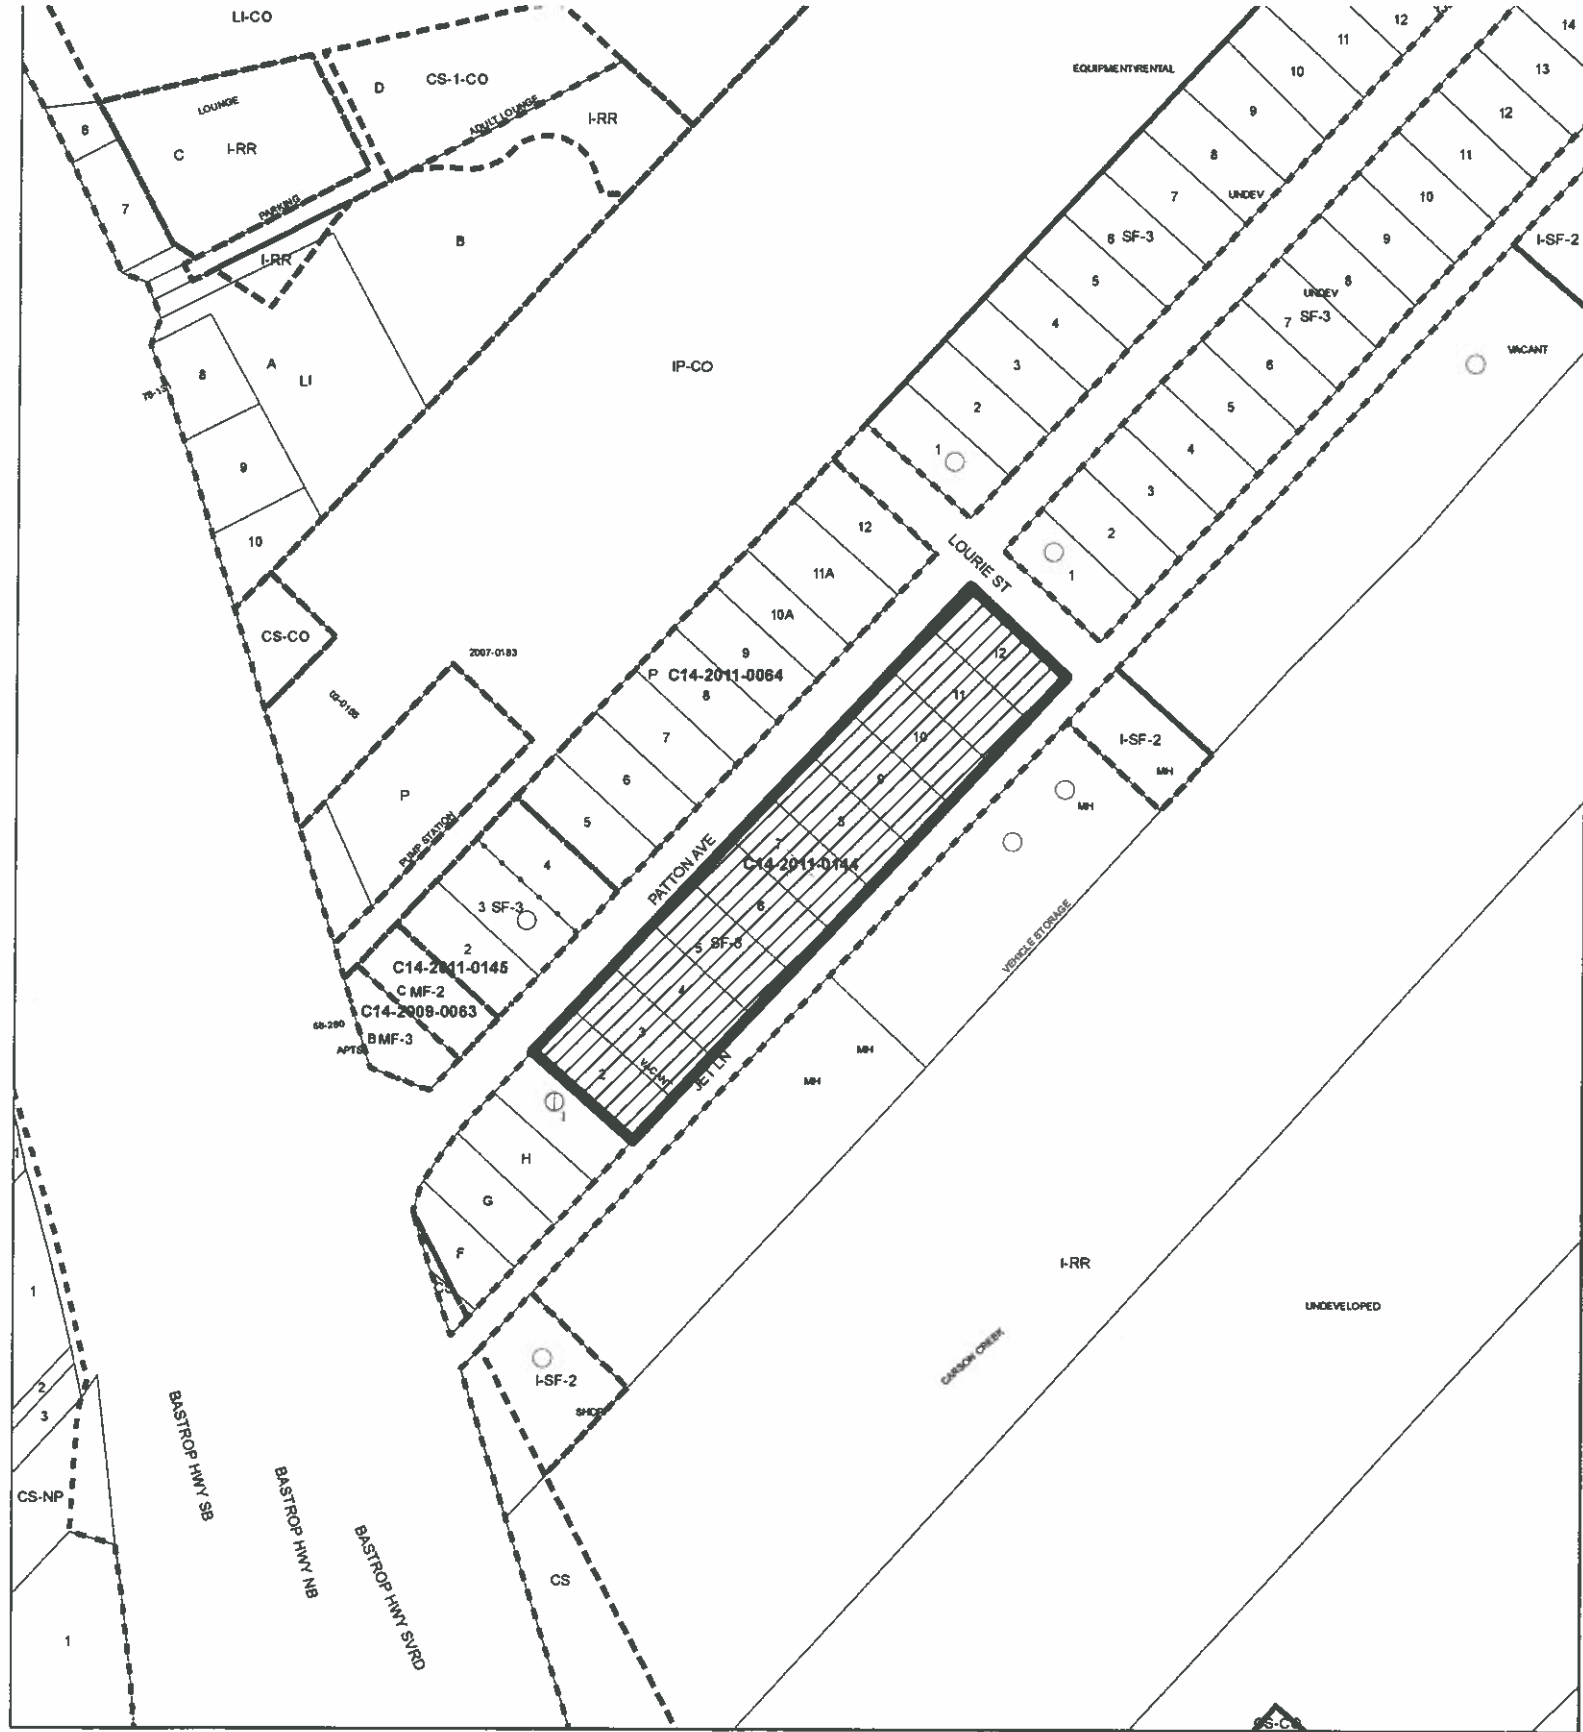 LI-CO
12
14
11
EQUIPMENT/RENTAL
10
13
D
CS-1-CO
LOUNGE
9
12
ADULT LOUNGE
I-RR
8
8
11
C
I-RR
7
UNDEV
10
PARKING
7
6
SF-3
9
I-SF-2
B
I-RR
5
8
UNDEV
7
SF-3
4
VACANT
A
LI
IP-CO
3
6
8
2
5
1
4
9
3
12
2
10
LOURIE ST
11A
1
10A
CS-CO
2007-0183
9
12
P
C14-2011-0064
8
11
7
10
I-SF-2
MH
6
9
P
MH
5
8
PUMP STATION
4
7
PATTON AVE
C14-2011-0144
3 SF-3
6
2
5
C14-2011-0145
4
VEHICLE STORAGE
C MF-2
C14-2009-0063
3
68-280
B MF-3
APTS
MH
2
JET LN
MH
H
G
F
CS
1
I-RR
UNDEVELOPED
CARSON CREEK
2
I-SF-2
3
SHOP
BASTROP HWY SB
CS-NP
BASTROP HWY NB
BASTROP HWY SVRD
CS
1
CS-CO